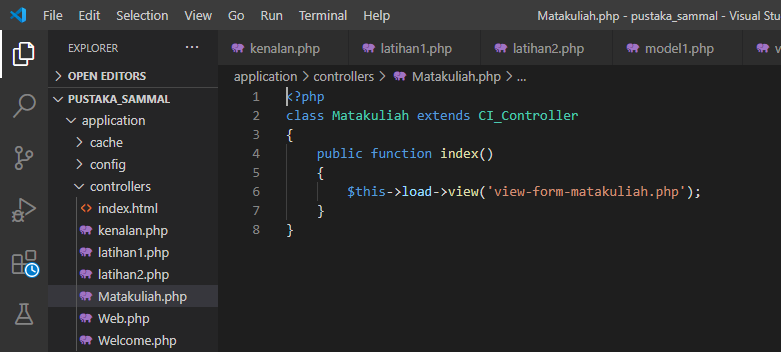 File Edit Selection View Go Run Terminal Help Matakuliah.php - pustaka_sammal - Visual Stu
EXPLORER ...
OPEN EDITORS
PUSTAKA_SAMMAL
application
cache
config
controllers
index.html
kenalan.php
latihan1.php
latihan2.php
Matakuliah.php
Web.php
Welcome.php
kenalan.php latihan1.php latihan2.php model1.php v
application > controllers > Matakuliah.php > ...
1 <?php
2 class Matakuliah extends CI_Controller
3 {
4 public function index()
5 {
6 $this->load->view('view-form-matakuliah.php');
7 }
8 }